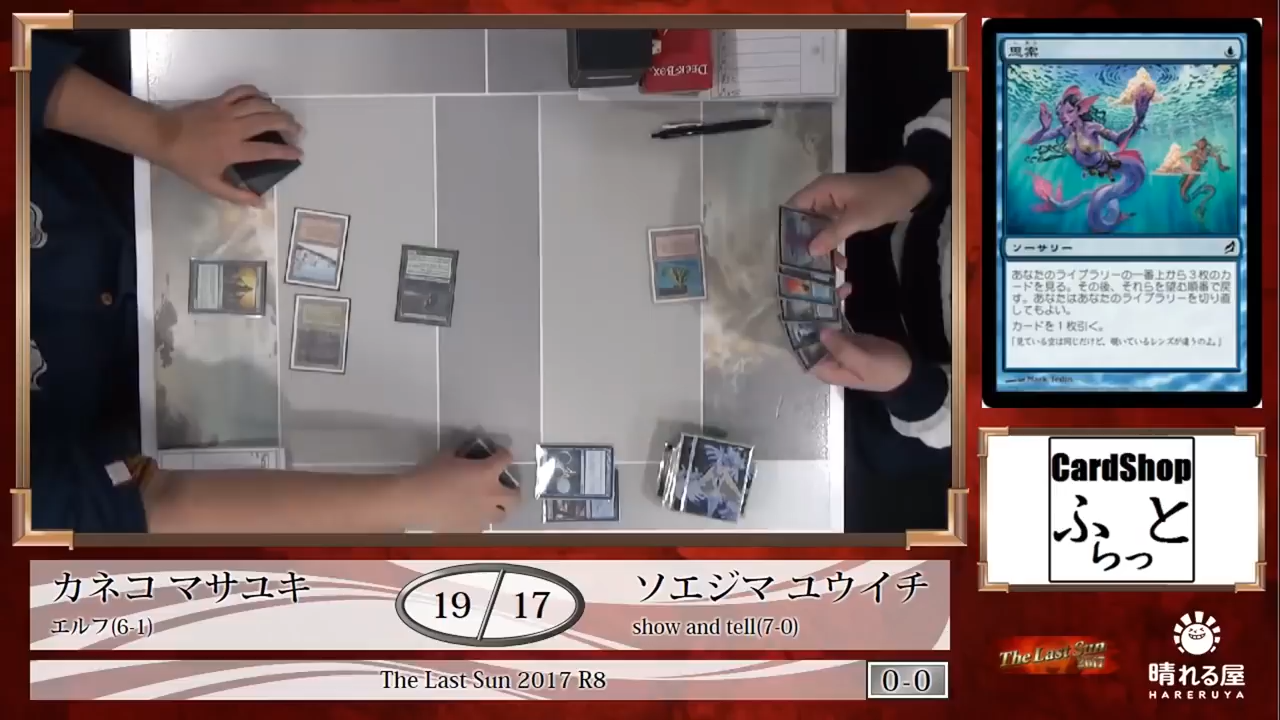 DECK BOX
思案
ソーサリー
あなたのライブラリーの一番上から3枚のカ
ードを見る。その後、それらを望む順番で戻
す。あなたはあなたのライブラリーを切り直
してもよい。
カードを1枚引く。
「見ている空は同じだけど、覗いているレンズが違うのよ。」
Mark Tedin
CardShop
ふらっと
カネコ マサユキ
エルフ(6-1)
19 / 17
ソエジマ ユウイチ
show and tell(7-0)
The Last Sun 2017 R8
0-0
The Last Sun
2017
晴れる屋
HARERUYA